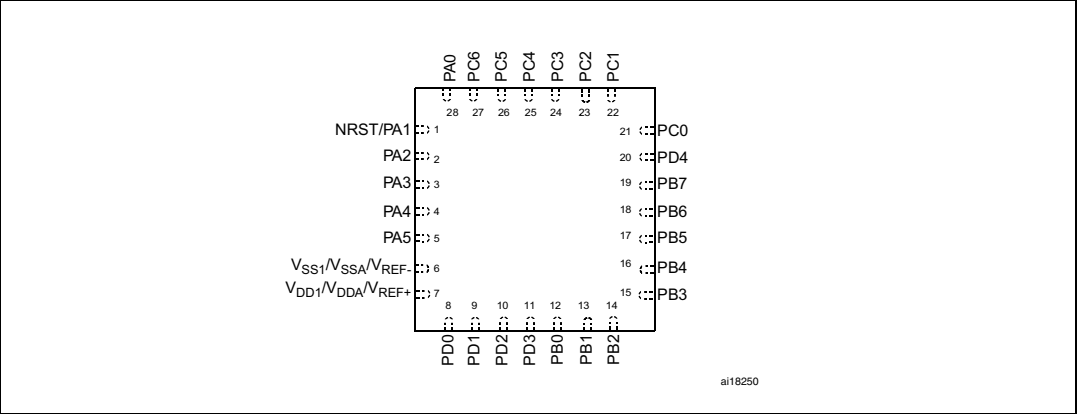 PA0 PC6 PC5 PC4 PC3 PC2 PC1
28 27 26 25 24 23 22
NRST/PA1 1 21 PC0
PA2 2 20 PD4
PA3 3 19 PB7
PA4 4 18 PB6
PA5 5 17 PB5
VSS1/VSSA/VREF- 6 16 PB4
VDD1/VDDA/VREF+ 7 15 PB3
8 9 10 11 12 13 14
PD0 PD1 PD2 PD3 PB0 PB1 PB2
ai18250